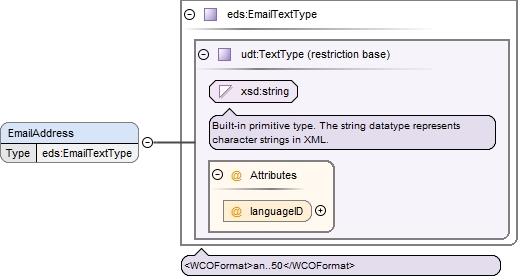 eds:EmailTextType
udt:TextType (restriction base)
xsd:string
Built-in primitive type. The string datatype represents
character strings in XML.
EmailAddress
Type eds:EmailTextType
@ Attributes
@ languageID
<WCOFormat>an..50</WCOFormat>